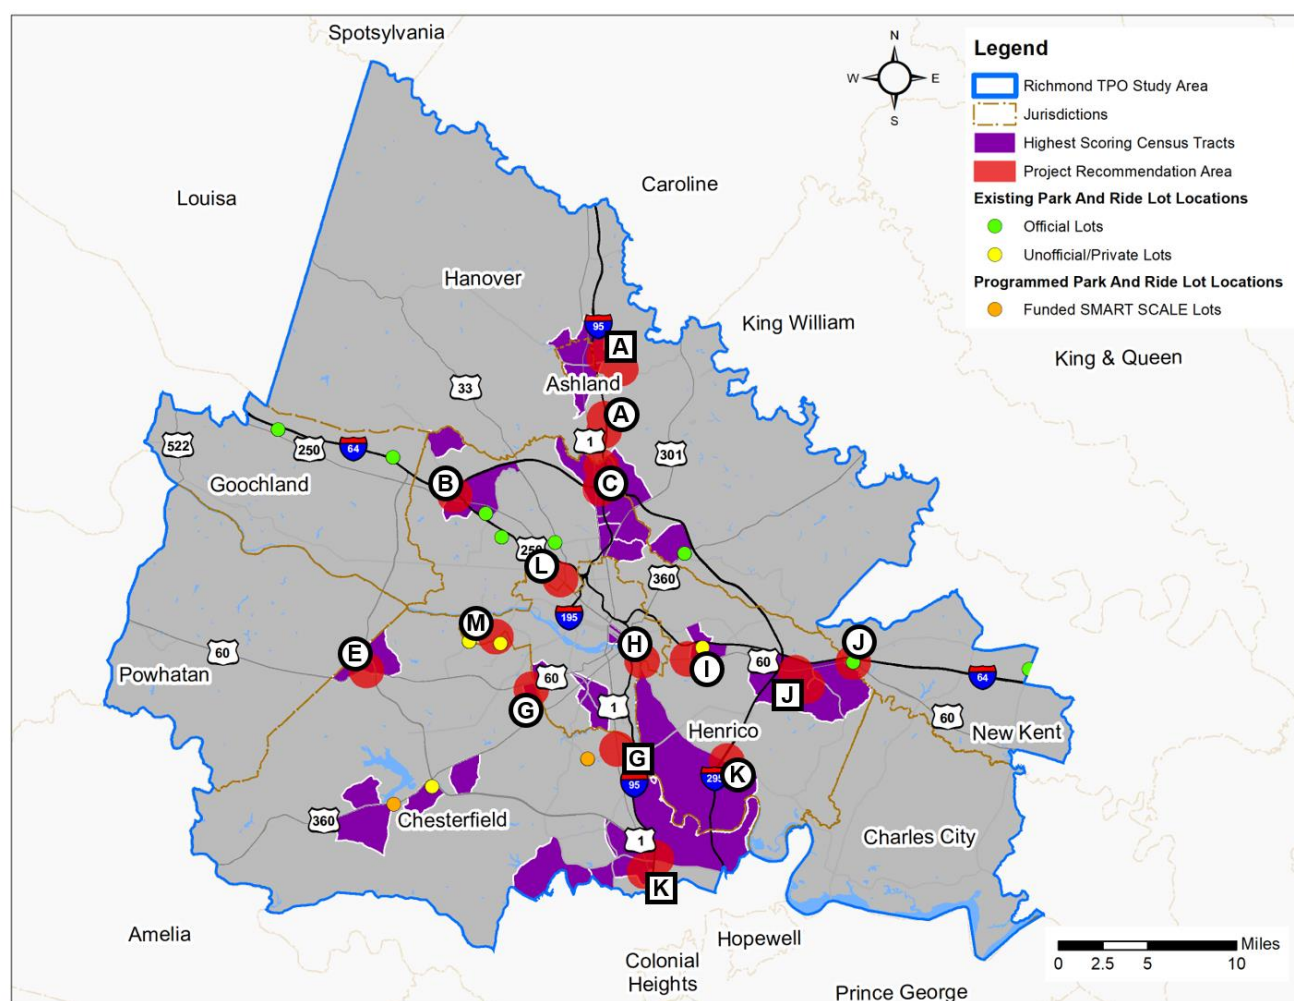 Spotsylvania
N
W
E
S
Legend
Richmond TPO Study Area
Jurisdictions
Highest Scoring Census Tracts
Project Recommendation Area
Existing Park And Ride Lot Locations
Official Lots
Unofficial/Private Lots
Programmed Park And Ride Lot Locations
Funded SMART SCALE Lots
Louisa
Caroline
Hanover
King William
King & Queen
95
A
Ashland
33
A
1
301
522
250
64
Goochland
B
C
250
L
360
195
M
H
J
60
E
I
60
64
Powhatan
60
J
G
1
60
Henrico
New Kent
G
95
295
K
360
Chesterfield
1
Charles City
K
Amelia
Hopewell
Colonial
Heights
Prince George
0 2.5 5 10 Miles